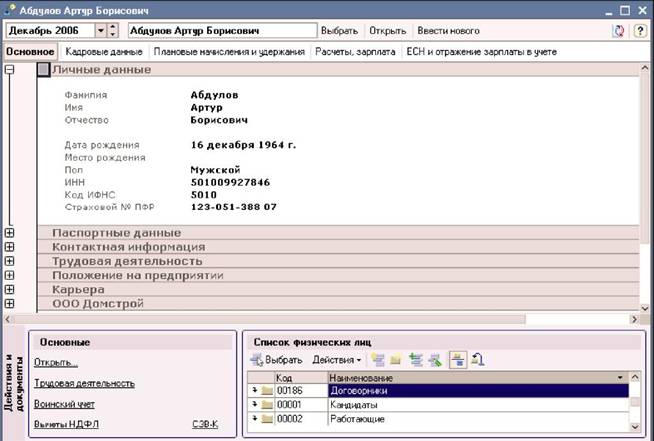 Абдулов Артур Борисович
Декабрь 2006 Абдулов Артур Борисович Выбрать Открыть Ввести нового
Основное Кадровые данные Плановые начисления и удержания Расчеты, зарплата ЕСН и отражение зарплаты в учете
Личные данные
Фамилия Абдулов
Имя Артур
Отчество Борисович
Дата рождения 16 декабря 1964 г.
Место рождения
Пол Мужской
ИНН 501009927846
Код ИФНС 5010
Страховой № ПФР 123-051-388 07
Паспортные данные
Контактная информация
Трудовая деятельность
Положение на предприятии
Карьера
ООО Домстрой
Действия и
документы
Основные
Открыть...
Трудовая деятельность
Воинский учет
Вычеты НДФЛ СЗВ-К
Список физических лиц
Выбрать Действия
Код Наименование
00186 Договорники
00001 Кандидаты
00002 Работающие